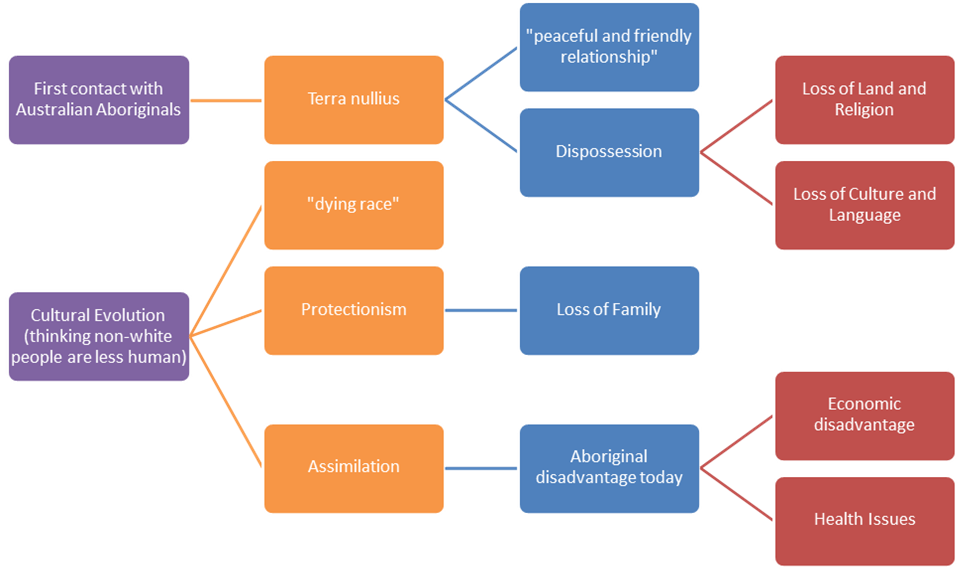 First contact with
Australian Aboriginals
Terra nullius
"peaceful and friendly
relationship"
Dispossession
Loss of Land and
Religion
Loss of Culture and
Language
Cultural Evolution
(thinking non-white
people are less human)
"dying race"
Protectionism
Loss of Family
Assimilation
Aboriginal
disadvantage today
Economic
disadvantage
Health Issues